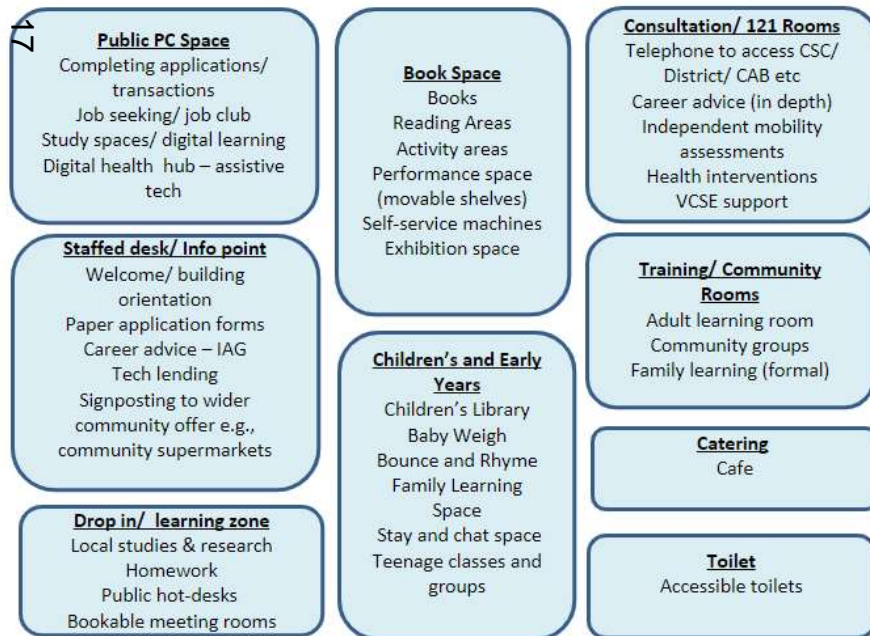 17
Public PC Space
Completing applications/
transactions
Job seeking/ job club
Study spaces/ digital learning
Digital health hub – assistive
tech
Staffed desk/ Info point
Welcome/ building
orientation
Paper application forms
Career advice – IAG
Tech lending
Signposting to wider
community offer e.g.,
community supermarkets
Drop in/ learning zone
Local studies & research
Homework
Public hot-desks
Bookable meeting rooms
Book Space
Books
Reading Areas
Activity areas
Performance space
(movable shelves)
Self-service machines
Exhibition space
Children's and Early
Years
Children's Library
Baby Weigh
Bounce and Rhyme
Family Learning
Space
Stay and chat space
Teenage classes and
groups
Consultation/ 121 Rooms
Telephone to access CSC/
District/ CAB etc
Career advice (in depth)
Independent mobility
assessments
Health interventions
VCSE support
Training/ Community
Rooms
Adult learning room
Community groups
Family learning (formal)
Catering
Cafe
Toilet
Accessible toilets